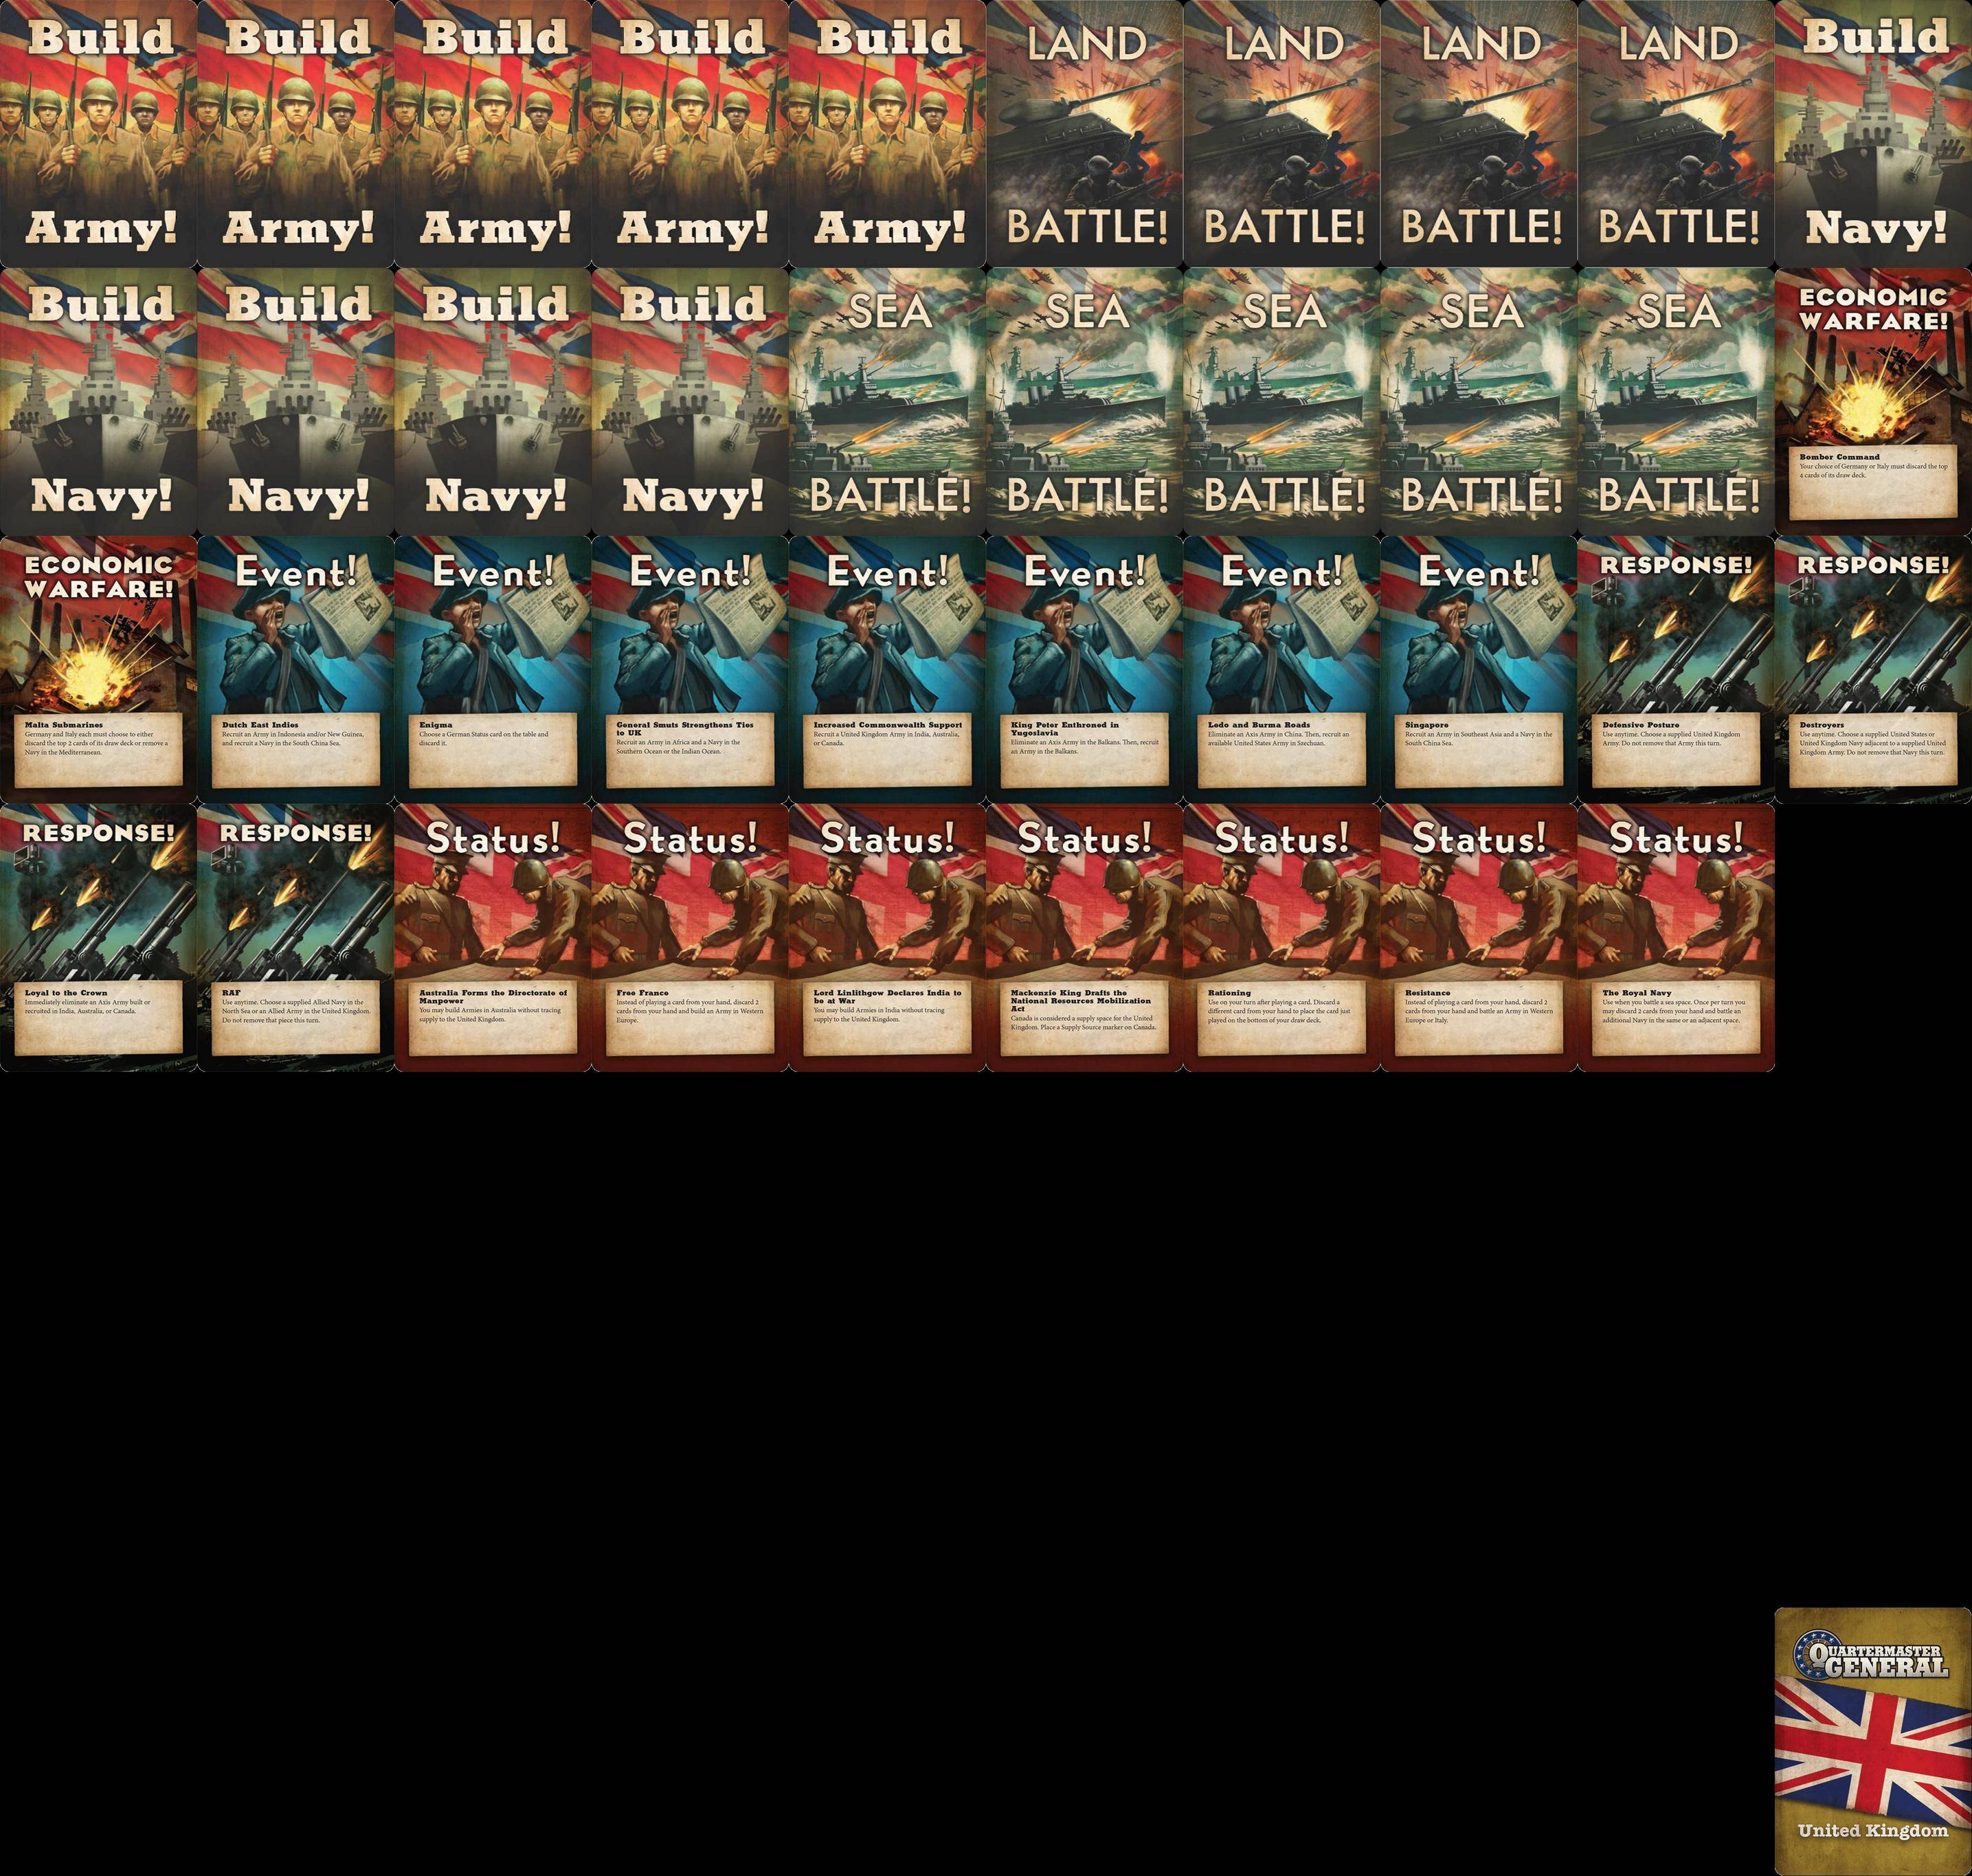 Build
Army!
Build
Army!
Build
Army!
Build
Army!
Build
Army!
LAND
BATTLE!
LAND
BATTLE!
LAND
BATTLE!
LAND
BATTLE!
Build
Navy!
Build
Navy!
Build
Navy!
Build
Navy!
Build
Navy!
SEA
BATTLE!
SEA
BATTLE!
SEA
BATTLE!
SEA
BATTLE!
SEA
BATTLE!
ECONOMIC
WARFARE!
Bomber Command
Your choice of Germany or Italy must discard the top
4 cards of its draw deck.
ECONOMIC
WARFARE!
Malta Submarines
Germany and Italy each must choose to either
discard the top 2 cards of its draw deck or remove a
Navy in the Mediterranean.
Event!
Dutch East Indies
Recruit an Army in Indonesia and/or New Guinea,
and recruit a Navy in the South China Sea.
Event!
Enigma
Choose a German Status card on the table and
discard it.
Event!
General Smuts Strengthens Ties
to UK
Recruit an Army in Africa and a Navy in the
Southern Ocean or the Indian Ocean.
Event!
Increased Commonwealth Support
Recruit a United Kingdom Army in India, Australia,
or Canada.
Event!
King Peter Enthroned in
Yugoslavia
Eliminate an Axis Army in the Balkans. Then, recruit
an Army in the Balkans.
Event!
Ledo and Burma Roads
Eliminate an Axis Army in China. Then, recruit an
available United States Army in Szechuan.
Event!
Singapore
Recruit an Army in Southeast Asia and a Navy in the
South China Sea.
RESPONSE!
Defensive Posture
Use anytime. Choose a supplied United Kingdom
Army. Do not remove that Army this turn.
RESPONSE!
Destroyers
Use anytime. Choose a supplied United States or
United Kingdom Navy adjacent to a supplied United
Kingdom Army. Do not remove that Navy this turn.
RESPONSE!
Loyal to the Crown
Immediately eliminate an Axis Army built or
recruited in India, Australia, or Canada.
RESPONSE!
RAF
Use anytime. Choose a supplied Allied Navy in the
North Sea or an Allied Army in the United Kingdom.
Do not remove that piece this turn.
Status!
Australia Forms the Directorate of
Manpower
You may build Armies in Australia without tracing
supply to the United Kingdom.
Status!
Free France
Instead of playing a card from your hand, discard 2
cards from your hand and build an Army in Western
Europe.
Status!
Lord Linlithgow Declares India to
be at War
You may build Armies in India without tracing
supply to the United Kingdom.
Status!
Mackenzie King Drafts the
National Resources Mobilization
Act
Canada is considered a supply space for the United
Kingdom. Place a Supply Source marker on Canada.
Status!
Rationing
Use on your turn after playing a card. Discard a
different card from your hand to place the card just
played on the bottom of your draw deck.
Status!
Resistance
Instead of playing a card from your hand, discard 2
cards from your hand and battle an Army in Western
Europe or Italy.
Status!
The Royal Navy
Use when you battle a sea space. Once per turn you
may discard 2 cards from your hand and battle an
additional Navy in the same or an adjacent space.
QUARTERMASTER
GENERAL
United Kingdom